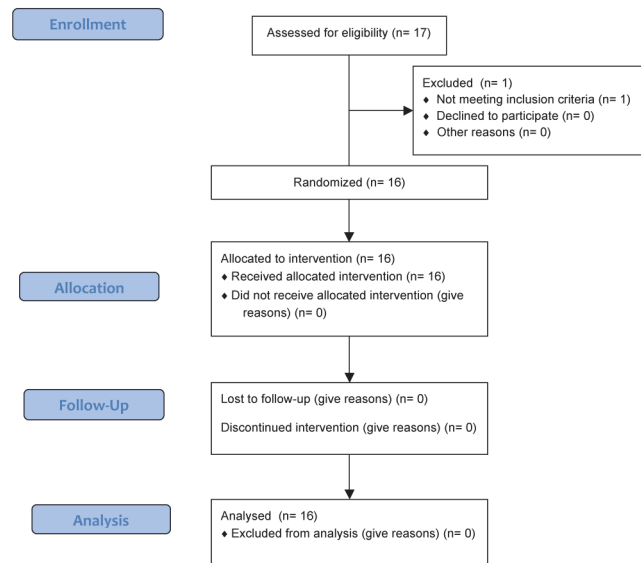 Enrollment
Assessed for eligibility (n= 17)
Excluded (n= 1)
♦ Not meeting inclusion criteria (n= 1)
♦ Declined to participate (n= 0)
♦ Other reasons (n= 0)
Randomized (n= 16)
Allocation
Allocated to intervention (n= 16)
♦ Received allocated intervention (n= 16)
♦ Did not receive allocated intervention (give
reasons) (n= 0)
Follow-Up
Lost to follow-up (give reasons) (n= 0)
Discontinued intervention (give reasons) (n= 0)
Analysis
Analysed (n= 16)
♦ Excluded from analysis (give reasons) (n= 0)